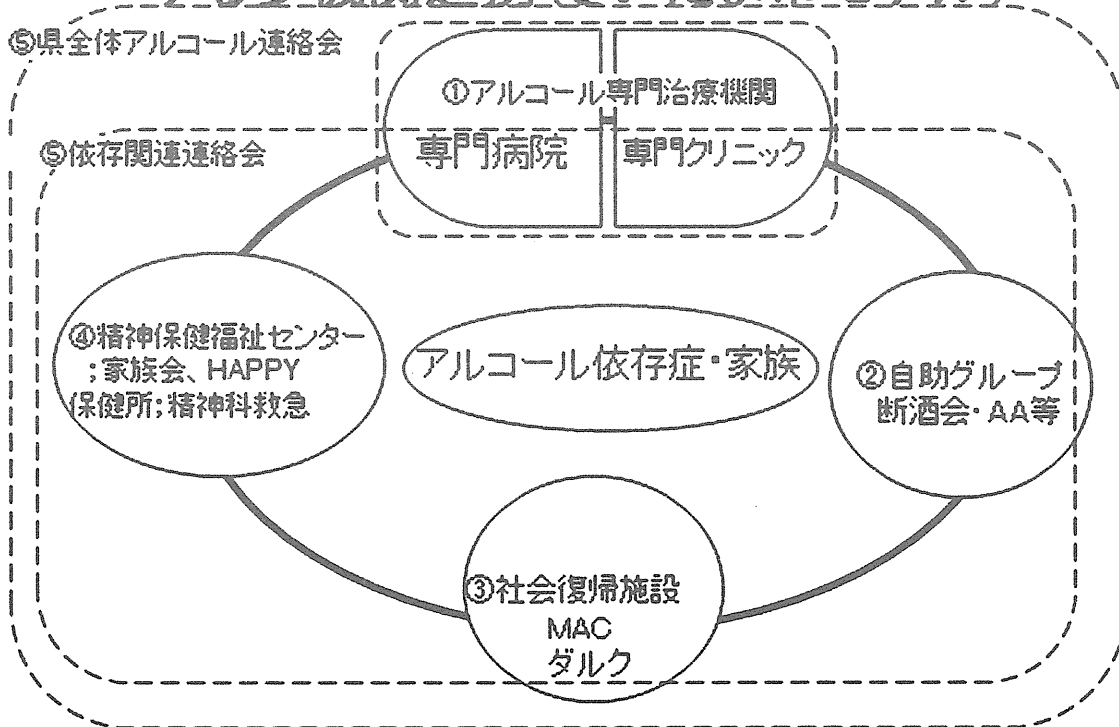 ⑤県全体アルコール連絡会
①アルコール専門治療機関
専門病院
専門クリニック
⑤依存関連連絡会
④精神保健福祉センター
;家族会、HAPPY
保健所;精神科救急
アルコール依存症・家族
②自助グループ
断酒会・AA等
③社会復帰施設
MAC
ダルク